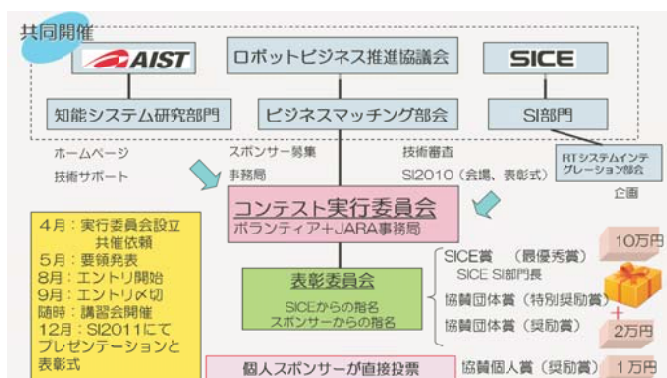 共同開催
AIST
ロボットビジネス推進協議会
SICE
知能システム研究部門
ビジネスマッチング部会
SI部門
ホームページ
技術サポート
スポンサー募集
事務局
技術審査
SI2010（会場、表彰式）
RTシステムインテ
グレーション部会
企画
コンテスト実行委員会
ボランティア+JARA事務局
4月：実行委員会設立
共催依頼
5月：要領発表
8月：エントリ開始
9月：エントリ〆切
随時：講習会開催
12月：SI2011にて
プレゼンテーションと
表彰式
表彰委員会
SICEからの指名
スポンサーからの指名
SICE賞 （最優秀賞）
SICE SI部門長
協賛団体賞（特別奨励賞）
協賛団体賞（奨励賞）
10万円
+
2万円
個人スポンサーが直接投票
協賛個人賞（奨励賞）
1万円